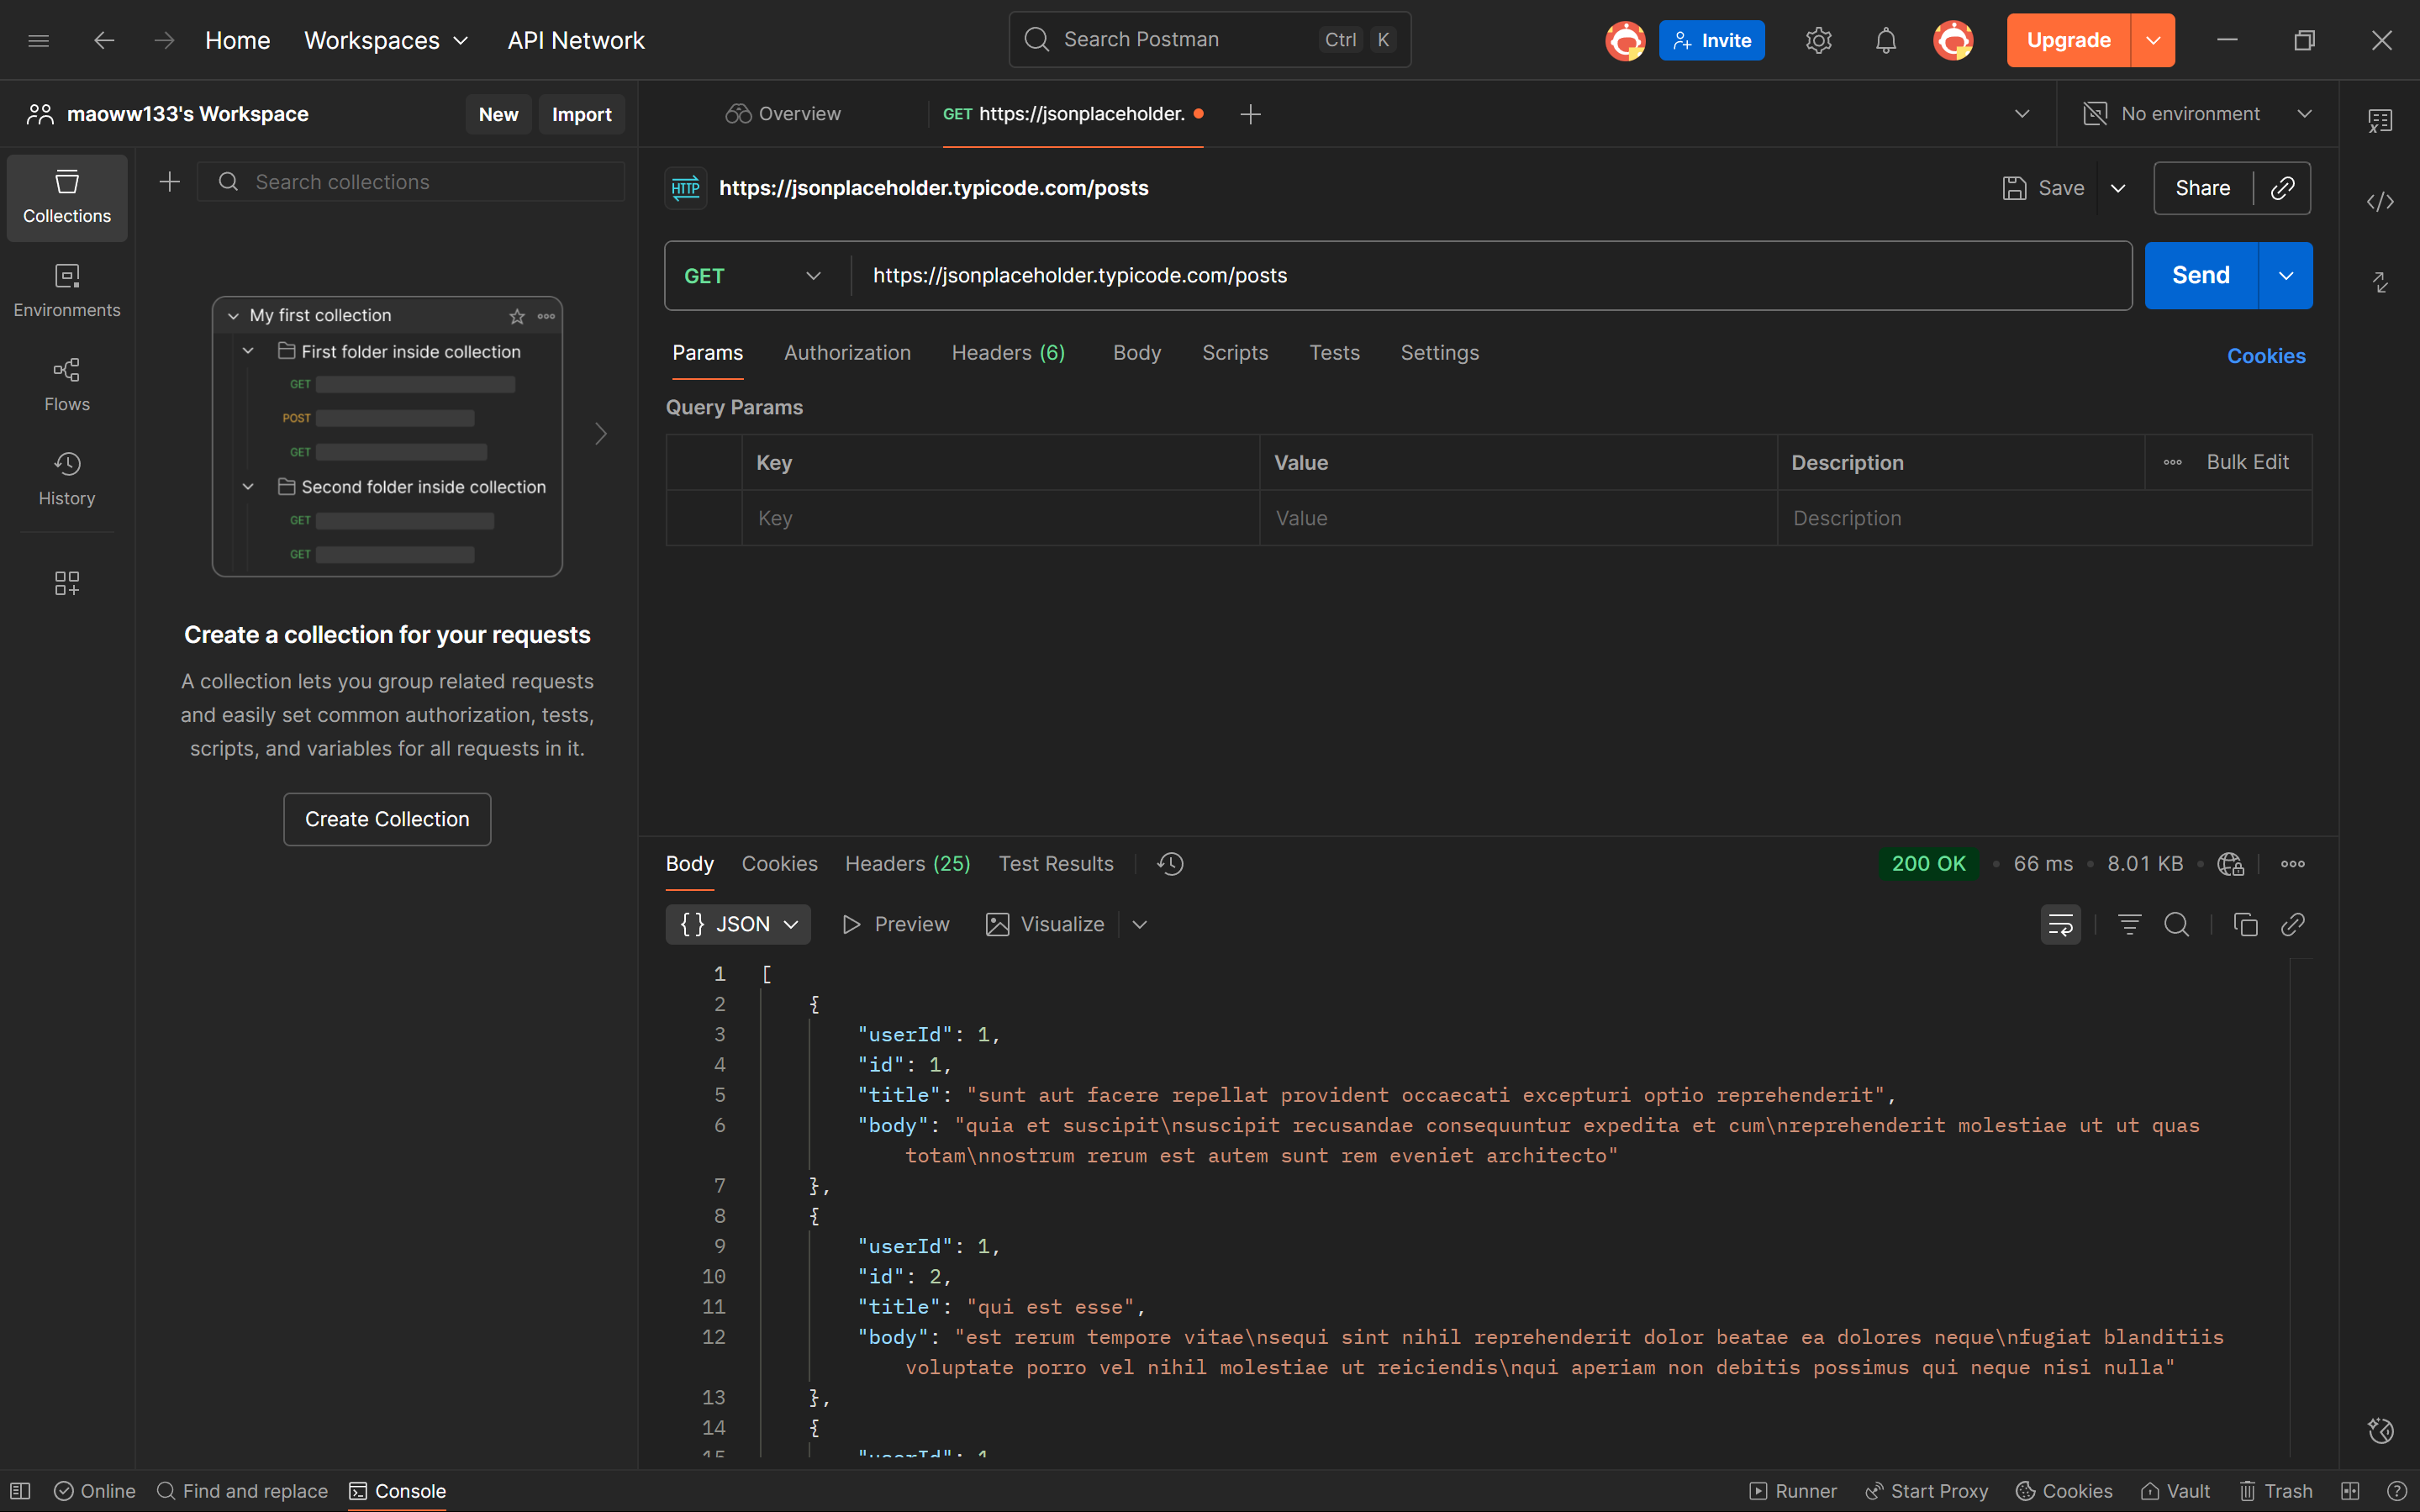 Home Workspaces API Network Search Postman Ctrl K Invite Upgrade
maoww133's Workspace New Import Overview GET https://jsonplaceholder. No environment
Collections
Environments
Flows
History
Search collections
My first collection
First folder inside collection
GET
POST
GET
Second folder inside collection
GET
GET
Create a collection for your requests
A collection lets you group related requests
and easily set common authorization, tests,
scripts, and variables for all requests in it.
Create Collection
HTTP https://jsonplaceholder.typicode.com/posts Save Share
GET https://jsonplaceholder.typicode.com/posts Send
Params Authorization Headers (6) Body Scripts Tests Settings Cookies
Query Params
Key Value Description Bulk Edit
Key Value Description
Body Cookies Headers (25) Test Results 200 OK 66 ms 8.01 KB
{} JSON Preview Visualize
1 [
2 {
3 "userId": 1,
4 "id": 1,
5 "title": "sunt aut facere repellat provident occaecati excepturi optio reprehenderit",
6 "body": "quia et suscipit\nsuscipit recusandae consequuntur expedita et cum\nreprehenderit molestiae ut ut quas
totam\nnostrum rerum est autem sunt rem eveniet architecto"
7 },
8 {
9 "userId": 1,
10 "id": 2,
11 "title": "qui est esse",
12 "body": "est rerum tempore vitae\nsequi sint nihil reprehenderit dolor beatae ea dolores neque\nfugiat blanditiis
voluptate porro vel nihil molestiae ut reiciendis\nqui aperiam non debitis possimus qui neque nisi nulla"
13 },
14 {
15 "userId": 1,
Online Find and replace Console Runner Start Proxy Cookies Vault Trash